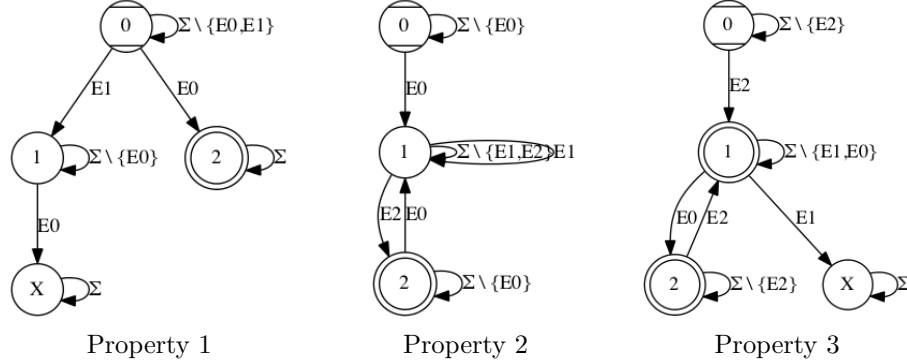 0
Σ \ {E0,E1}
E1
E0
1
Σ \ {E0}
2
Σ
E0
X
Σ
Property 1
0
Σ \ {E0}
E0
1
Σ \ {E1,E2}
E1
E2
E0
2
Σ \ {E0}
Property 2
0
Σ \ {E2}
E2
1
Σ \ {E1,E0}
E0
E2
E1
2
Σ \ {E2}
X
Σ
Property 3